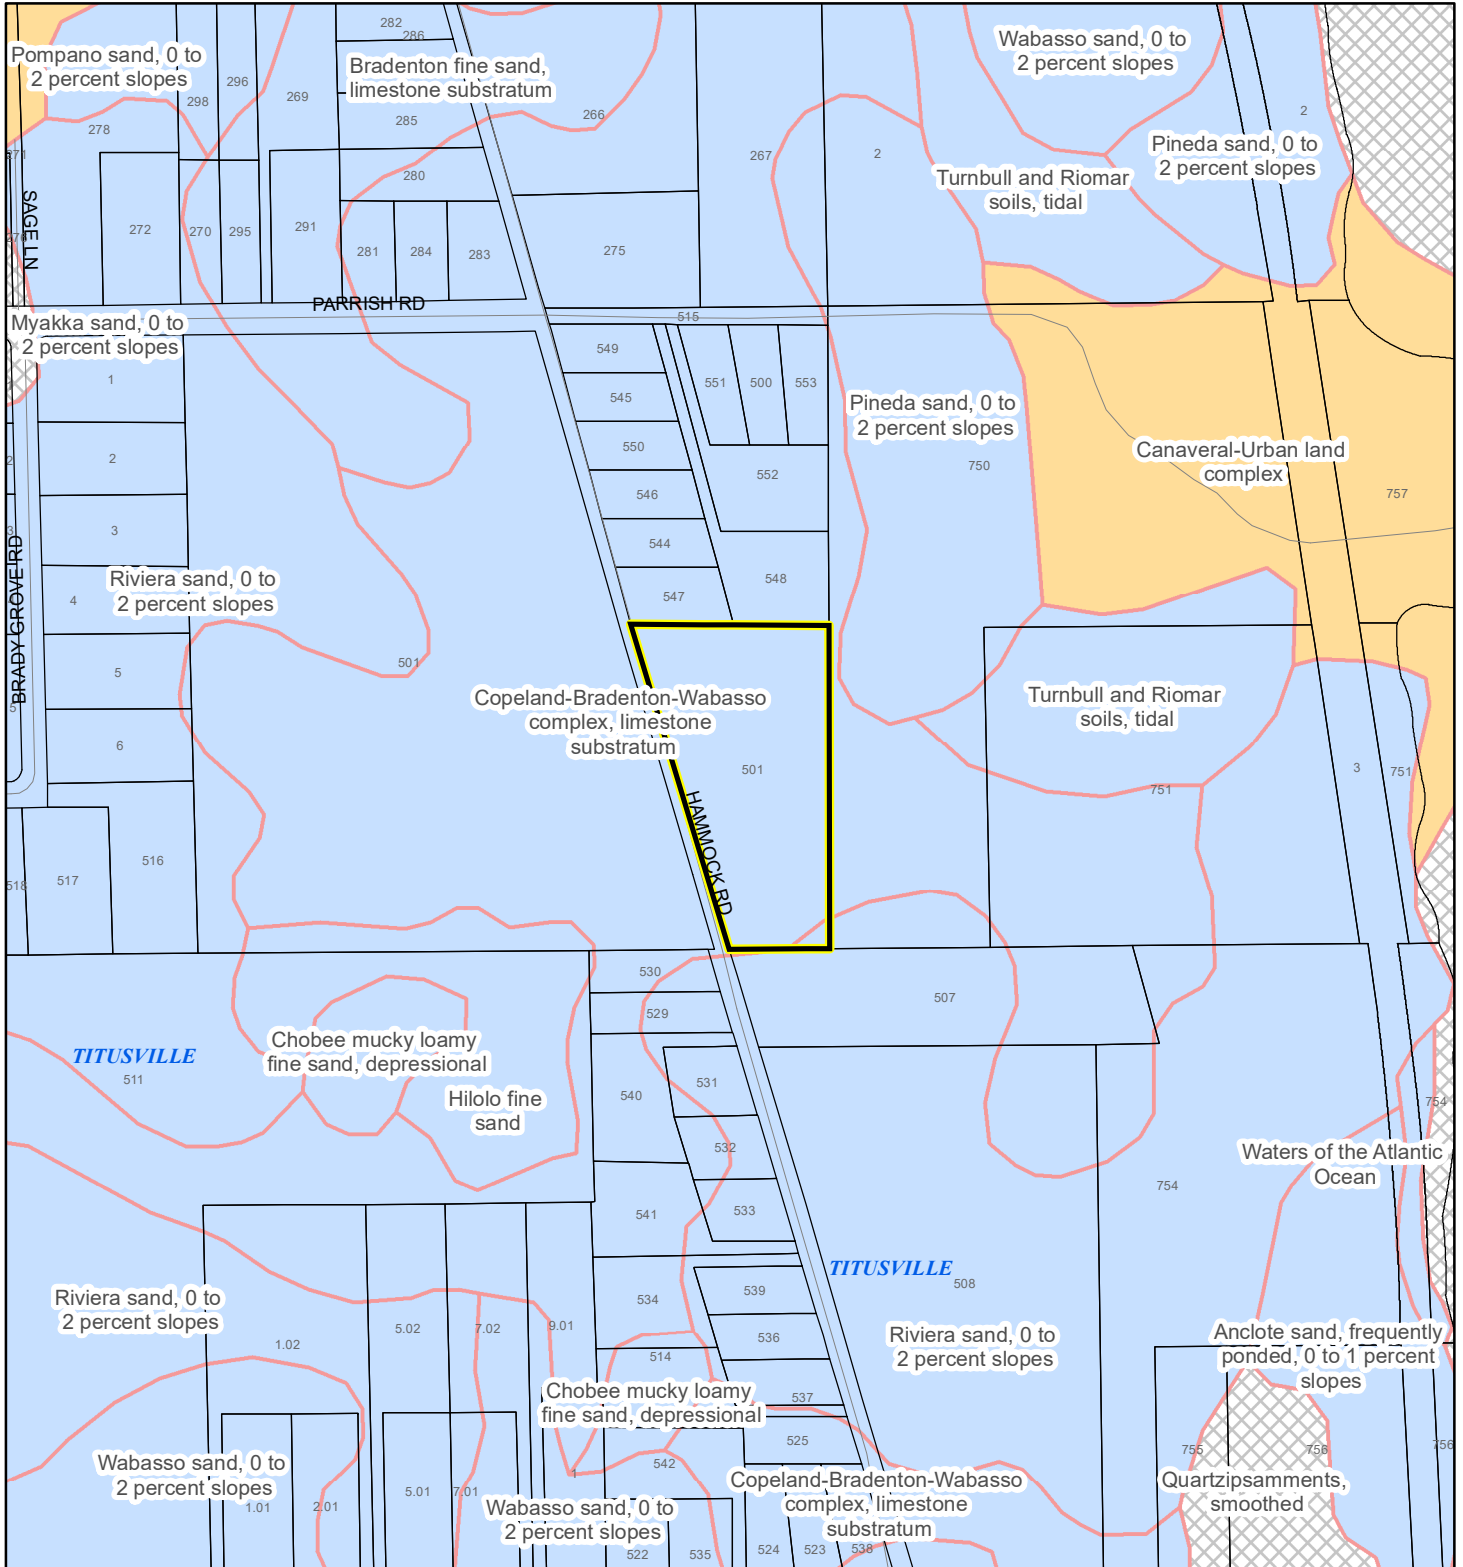 282
286
Pompano sand, 0 to
2 percent slopes
296
298
269
Bradenton fine sand,
limestone substratum
Wabasso sand, 0 to
2 percent slopes
2
266
278
285
271
267
2
Pineda sand, 0 to
2 percent slopes
280
Turnbull and Riomar
soils, tidal
SAGE LN
272
270
295
291
281
284
283
275
PARRISH RD
515
Myakka sand, 0 to
2 percent slopes
549
1
551
500
553
545
Pineda sand, 0 to
2 percent slopes
550
2
2
552
750
Canaveral-Urban land
complex
757
546
3
3
544
548
Riviera sand, 0 to
2 percent slopes
4
547
BRADY GROVE RD
501
5
5
Copeland-Bradenton-Wabasso
complex, limestone
substratum
Turnbull and Riomar
soils, tidal
6
501
3
751
751
HAMMOCK RD
516
517
518
530
507
529
Chobee mucky loamy
fine sand, depressional
TITUSVILLE
511
531
540
Hilolo fine
sand
754
532
Waters of the Atlantic
Ocean
754
541
533
TITUSVILLE
508
Riviera sand, 0 to
2 percent slopes
534
539
5.02
7.02
9.01
1.02
536
Riviera sand, 0 to
2 percent slopes
Anclote sand, frequently
ponded, 0 to 1 percent
slopes
514
Chobee mucky loamy
fine sand, depressional
537
525
755
756
756
542
Wabasso sand, 0 to
2 percent slopes
1
Copeland-Bradenton-Wabasso
complex, limestone
substratum
Quartzipsamments,
smoothed
5.01
7.01
1.01
2.01
Wabasso sand, 0 to
2 percent slopes
522
535
524
523
538